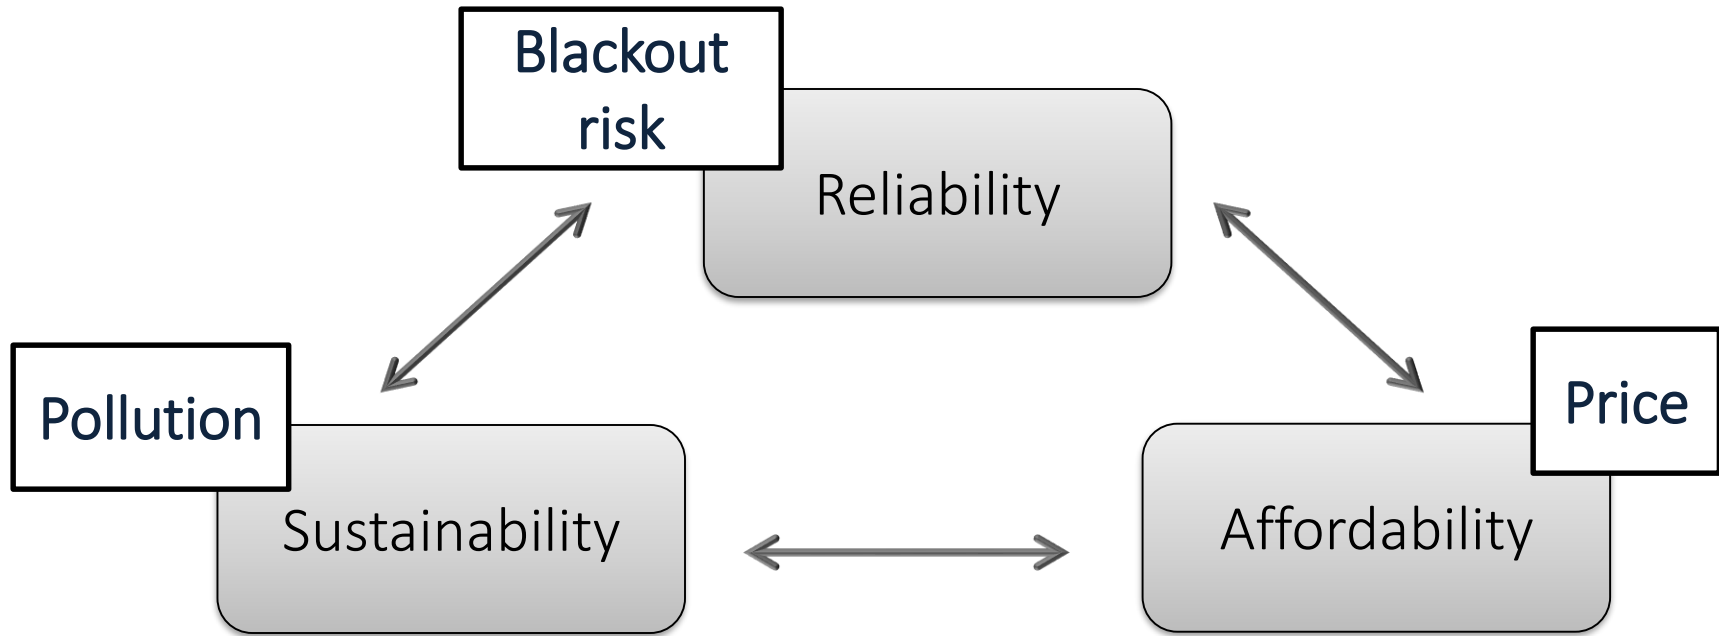 Blackout
risk
Reliability
Pollution
Price
Sustainability
Affordability